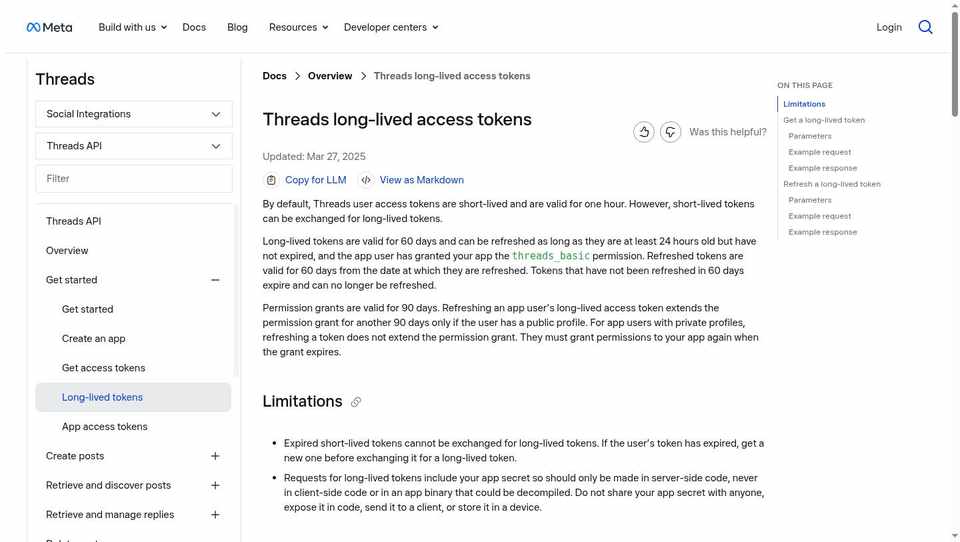 Meta
Build with us
Docs
Blog
Resources
Developer centers
Login
Threads
Social Integrations
Threads API
Filter
Threads API
Overview
Get started
Get started
Create an app
Get access tokens
Long-lived tokens
App access tokens
Create posts
Retrieve and discover posts
Retrieve and manage replies
Docs
Overview
Threads long-lived access tokens
Threads long-lived access tokens
Was this helpful?
Updated: Mar 27, 2025
Copy for LLM
View as Markdown
By default, Threads user access tokens are short-lived and are valid for one hour. However, short-lived tokens
can be exchanged for long-lived tokens.
Long-lived tokens are valid for 60 days and can be refreshed as long as they are at least 24 hours old but have
not expired, and the app user has granted your app the threads_basic permission. Refreshed tokens are
valid for 60 days from the date at which they are refreshed. Tokens that have not been refreshed in 60 days
expire and can no longer be refreshed.
Permission grants are valid for 90 days. Refreshing an app user's long-lived access token extends the
permission grant for another 90 days only if the user has a public profile. For app users with private profiles,
refreshing a token does not extend the permission grant. They must grant permissions to your app again when
the grant expires.
Limitations
• Expired short-lived tokens cannot be exchanged for long-lived tokens. If the user's token has expired, get a
new one before exchanging it for a long-lived token.
• Requests for long-lived tokens include your app secret so should only be made in server-side code, never
in client-side code or in an app binary that could be decompiled. Do not share your app secret with anyone,
expose it in code, send it to a client, or store it in a device.
ON THIS PAGE
Limitations
Get a long-lived token
Parameters
Example request
Example response
Refresh a long-lived token
Parameters
Example request
Example response